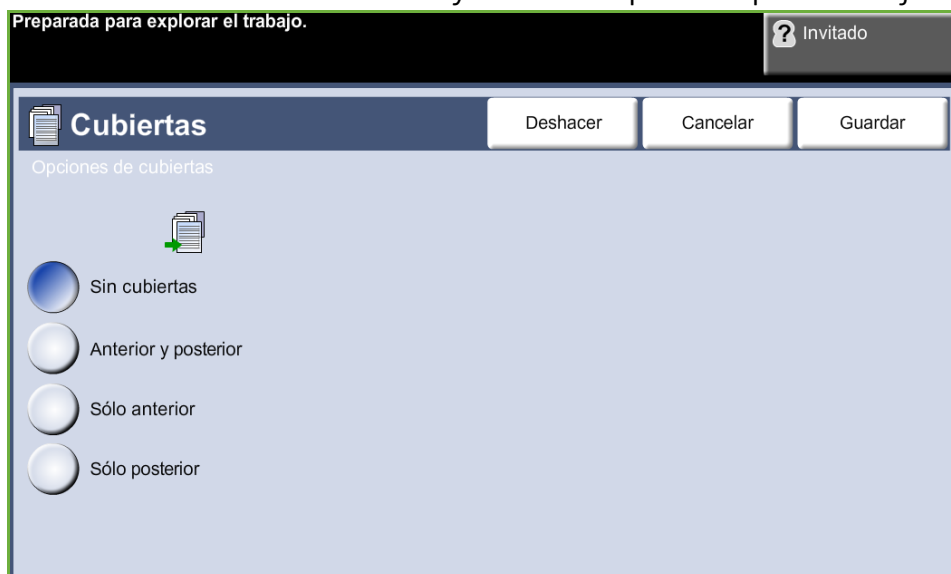 Preparada para explorar el trabajo.
? Invitado
Cubiertas
Deshacer
Cancelar
Guardar
Opciones de cubiertas
Sin cubiertas
Anterior y posterior
Sólo anterior
Sólo posterior